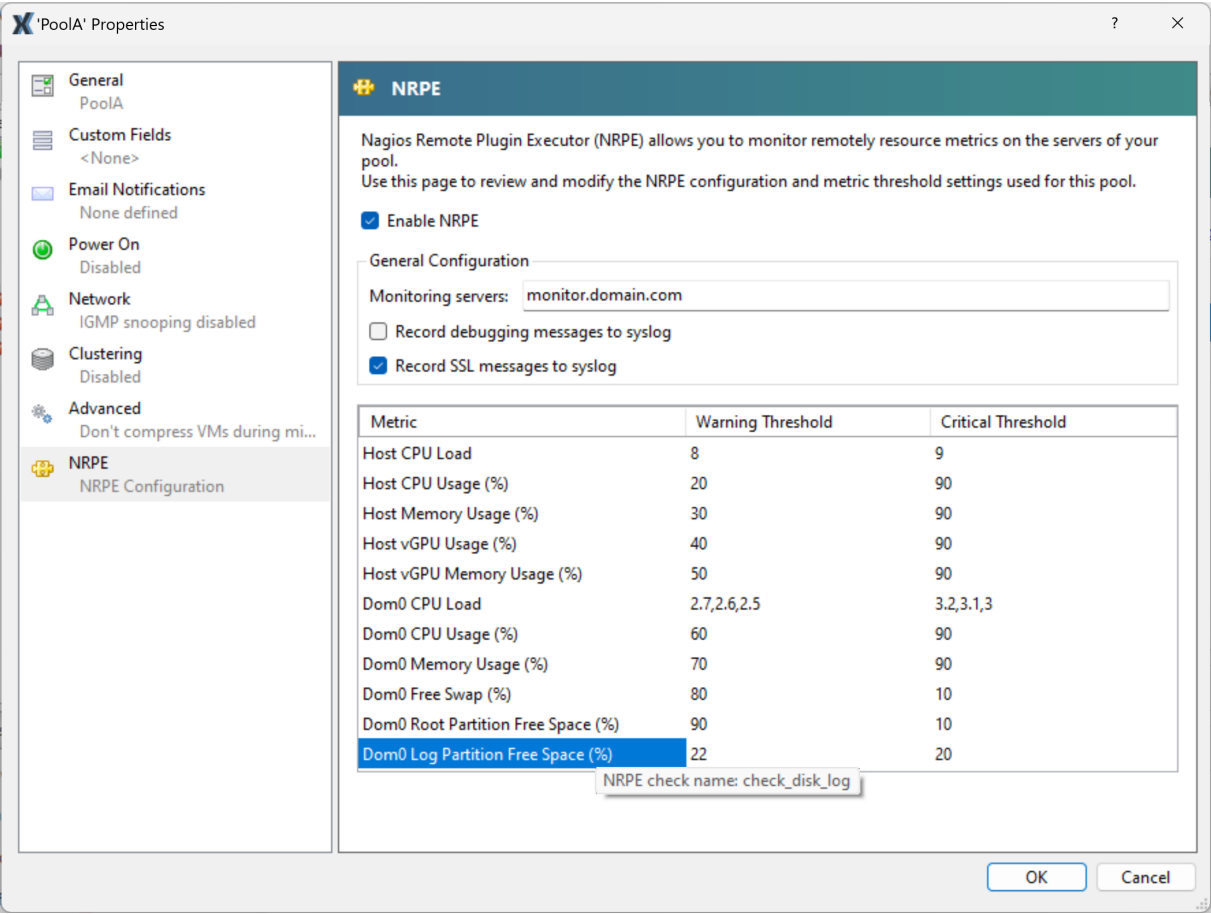 'PoolA' Properties
?
General
PoolA
Custom Fields
<None>
Email Notifications
None defined
Power On
Disabled
Network
IGMP snooping disabled
Clustering
Disabled
Advanced
Don't compress VMs during mi...
NRPE
NRPE Configuration
NRPE
Nagios Remote Plugin Executor (NRPE) allows you to monitor remotely resource metrics on the servers of your
pool.
Use this page to review and modify the NRPE configuration and metric threshold settings used for this pool.
Enable NRPE
General Configuration
Monitoring servers: monitor.domain.com
Record debugging messages to syslog
Record SSL messages to syslog
Metric Warning Threshold Critical Threshold
Host CPU Load 8 9
Host CPU Usage (%) 20 90
Host Memory Usage (%) 30 90
Host vGPU Usage (%) 40 90
Host vGPU Memory Usage (%) 50 90
Dom0 CPU Load 2.7,2.6,2.5 3.2,3.1,3
Dom0 CPU Usage (%) 60 90
Dom0 Memory Usage (%) 70 90
Dom0 Free Swap (%) 80 10
Dom0 Root Partition Free Space (%) 90 10
Dom0 Log Partition Free Space (%) 22 20
NRPE check name: check_disk_log
OK Cancel